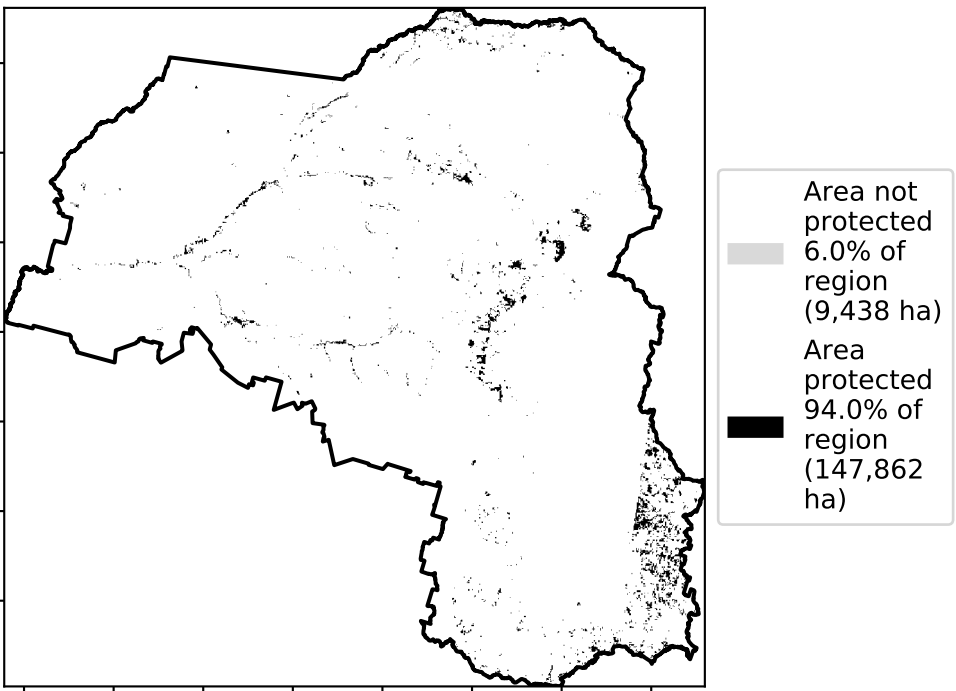 Area not
protected
6.0% of
region
(9,438 ha)
Area
protected
94.0% of
region
(147,862
ha)